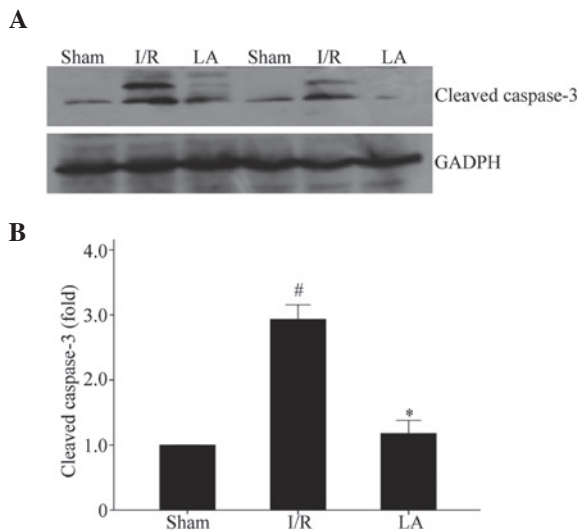 A
Sham I/R LA Sham I/R LA
Cleaved caspase-3
GADPH
B
Cleaved caspase-3 (fold)
4.0
3.0
2.0
1.0
0
#
*
Sham I/R LA